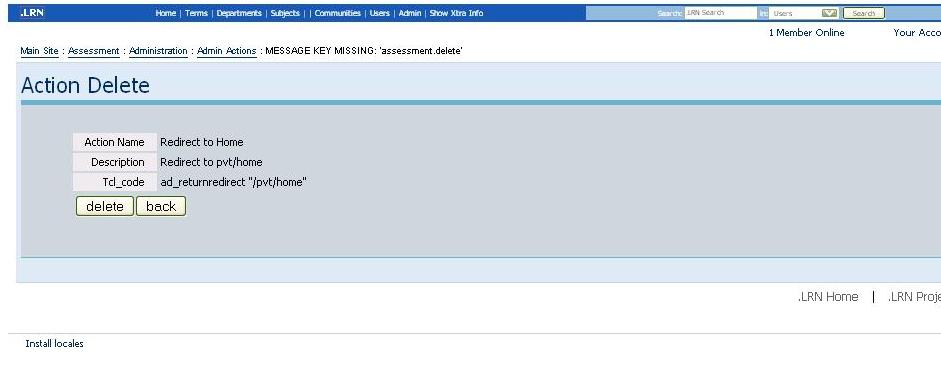 .LRN Home | Terms | Departments | Subjects | | Communities | Users | Admin | Show Xtra Info Search: .LRN Search in: Users Search
1 Member Online Your Acco
Main Site : Assessment : Administration : Admin Actions : MESSAGE KEY MISSING: 'assessment.delete'
Action Delete
Action Name Redirect to Home
Description Redirect to pvt/home
Tcl_code ad_returnredirect "/pvt/home"
delete back
.LRN Home | .LRN Proje
Install locales